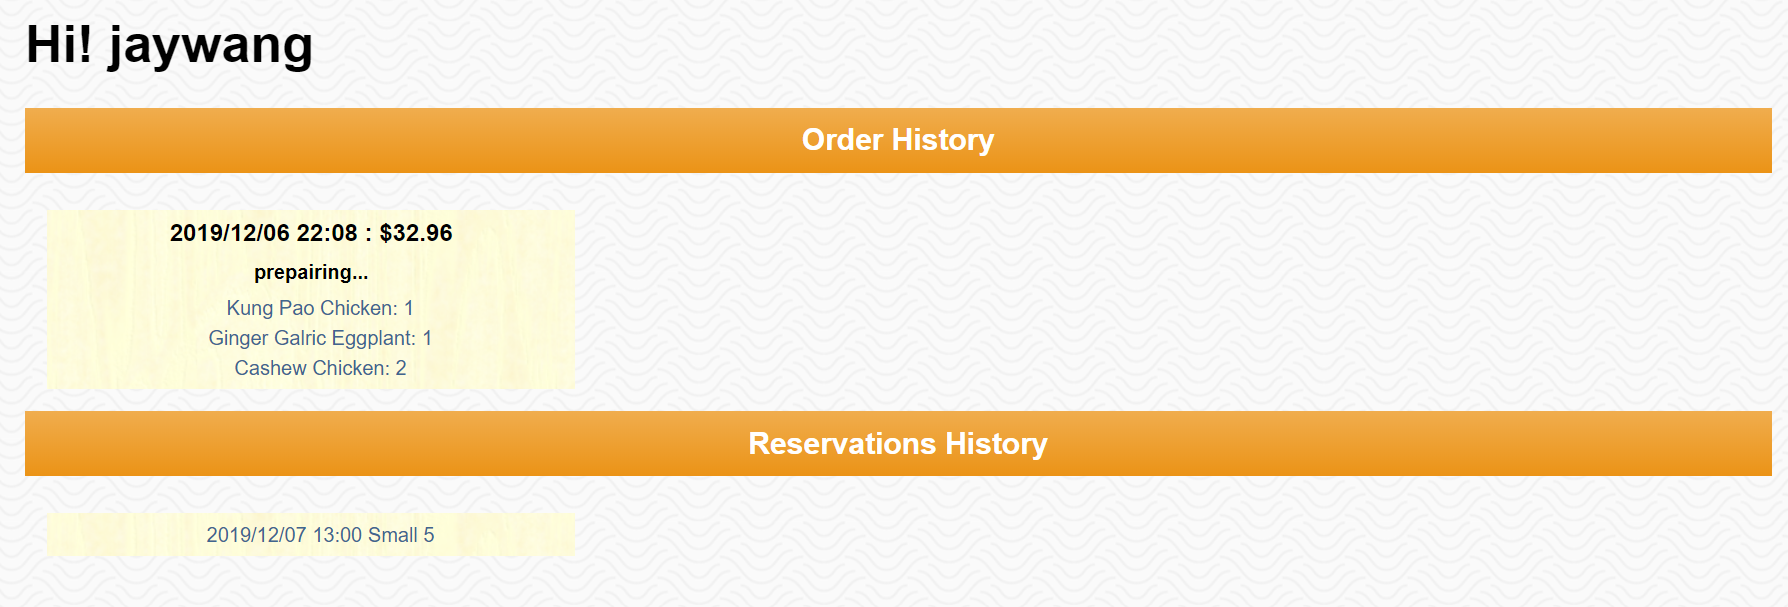 Hi! jaywang
Order History
2019/12/06 22:08 : $32.96
prepairing...
Kung Pao Chicken: 1
Ginger Galric Eggplant: 1
Cashew Chicken: 2
Reservations History
2019/12/07 13:00 Small 5